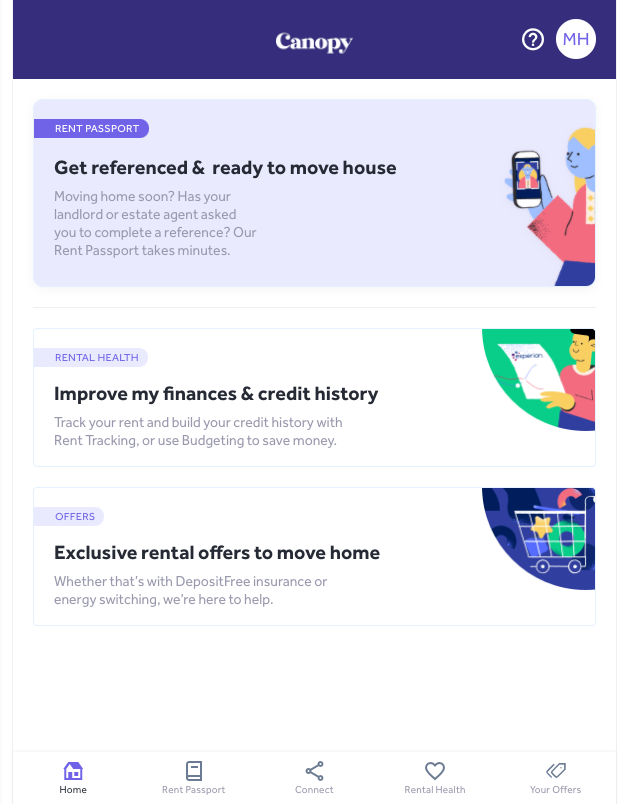 Canopy
MH
RENT PASSPORT
Get referenced & ready to move house
Moving home soon? Has your
landlord or estate agent asked
you to complete a reference? Our
Rent Passport takes minutes.
RENTAL HEALTH
experian
Improve my finances & credit history
Track your rent and build your credit history with
Rent Tracking, or use Budgeting to save money.
OFFERS
Exclusive rental offers to move home
Whether that's with DepositFree insurance or
energy switching, we're here to help.
Home
Rent Passport
Connect
Rental Health
Your Offers